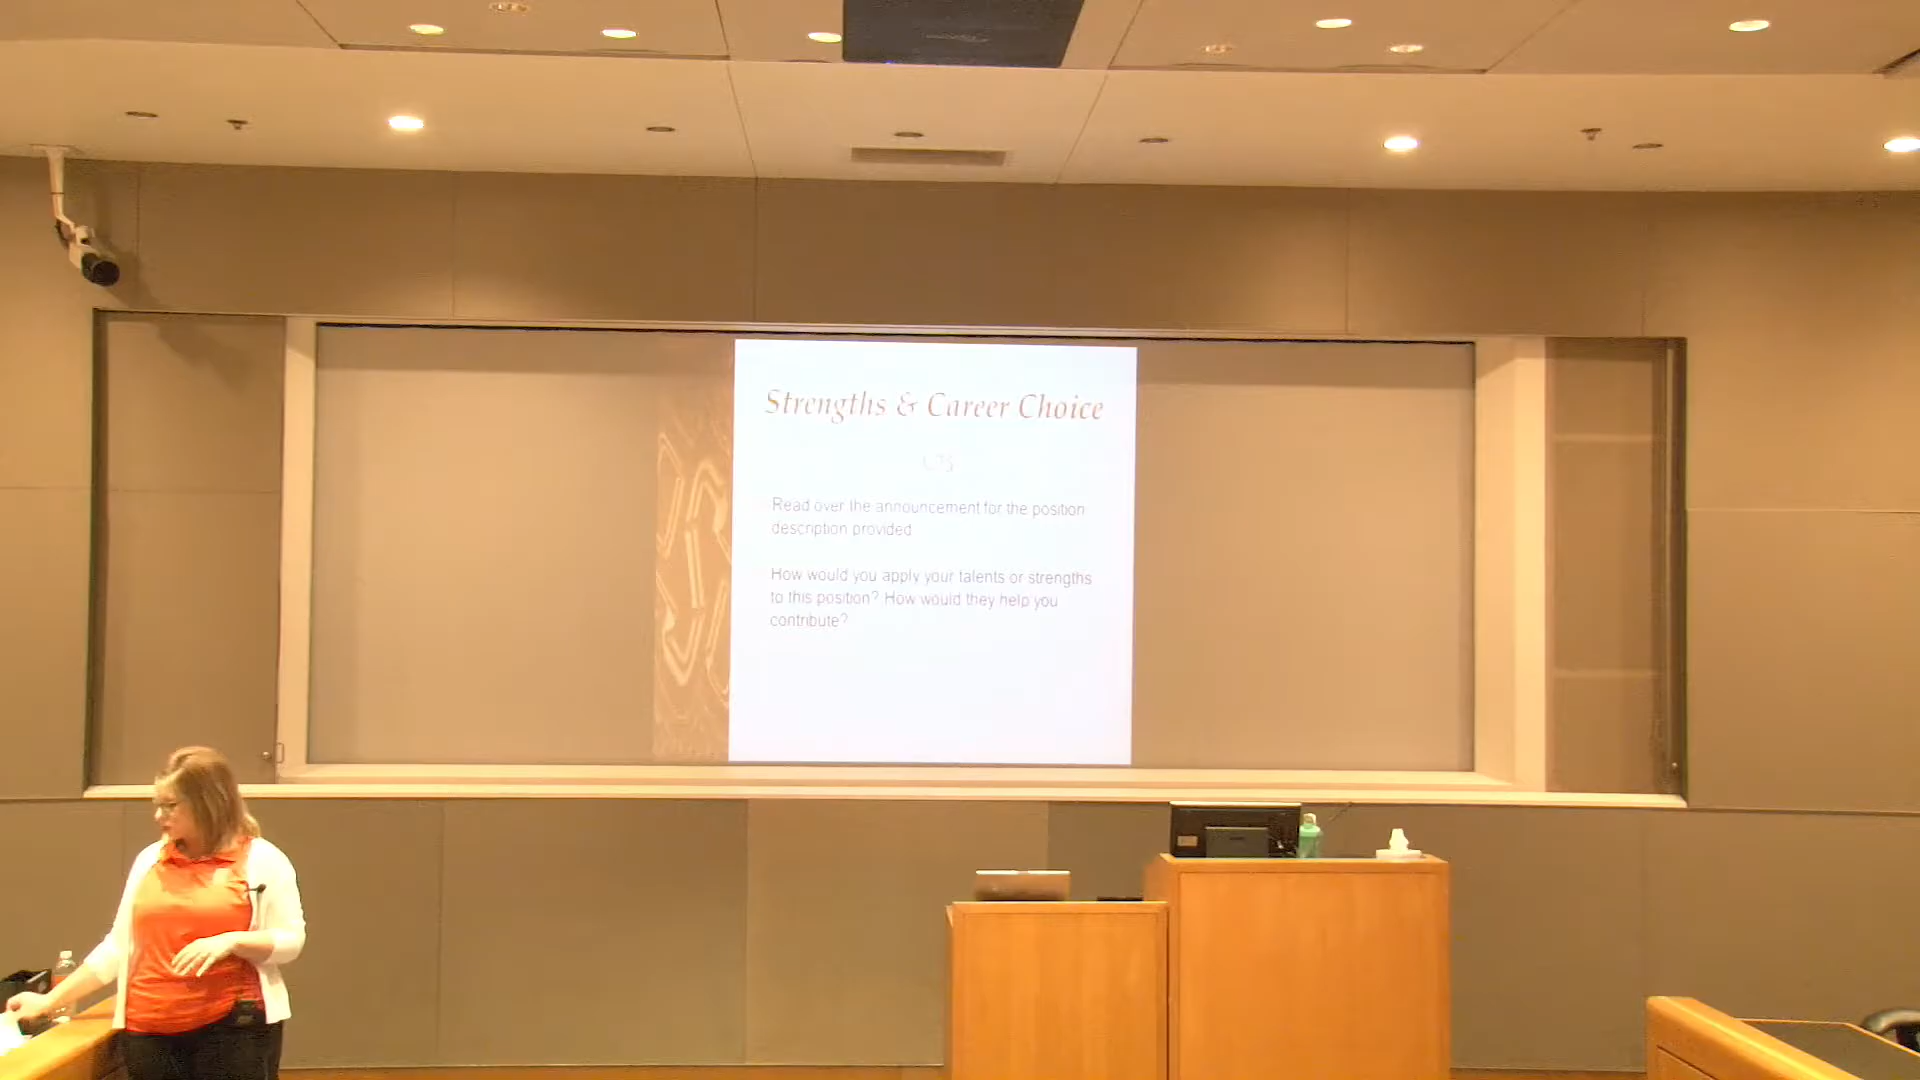 Strengths & Career Choice
Read over the announcement for the position
description provided
How would you apply your talents or strengths
to this position? How would they help you
contribute?